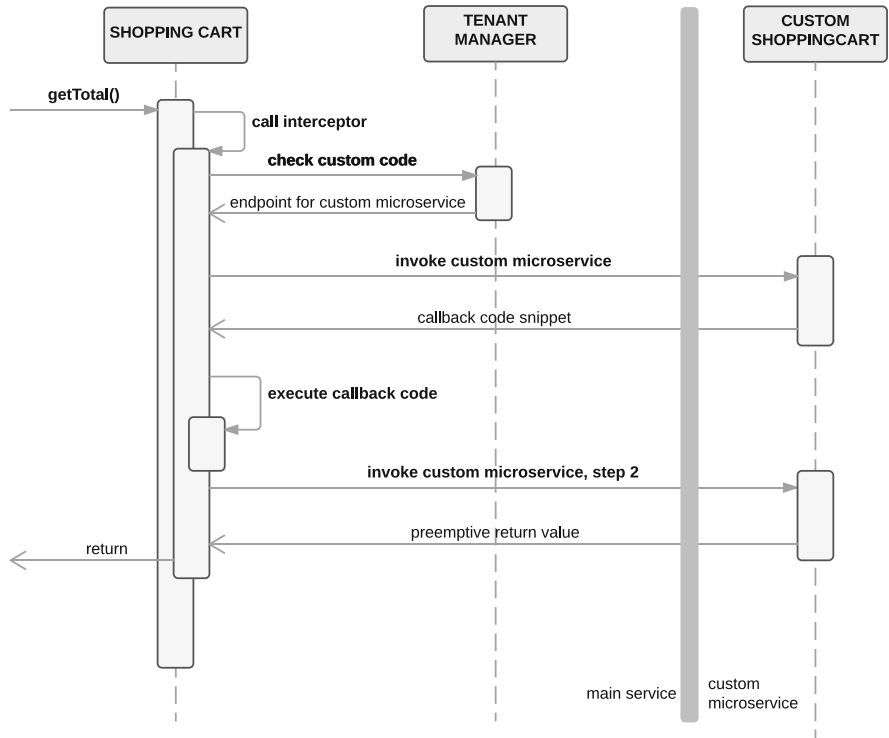 SHOPPING CART
TENANT
MANAGER
CUSTOM
SHOPPINGCART
getTotal()
call interceptor
check custom code
endpoint for custom microservice
invoke custom microservice
callback code snippet
execute callback code
invoke custom microservice, step 2
preemptive return value
return
main service
custom
microservice